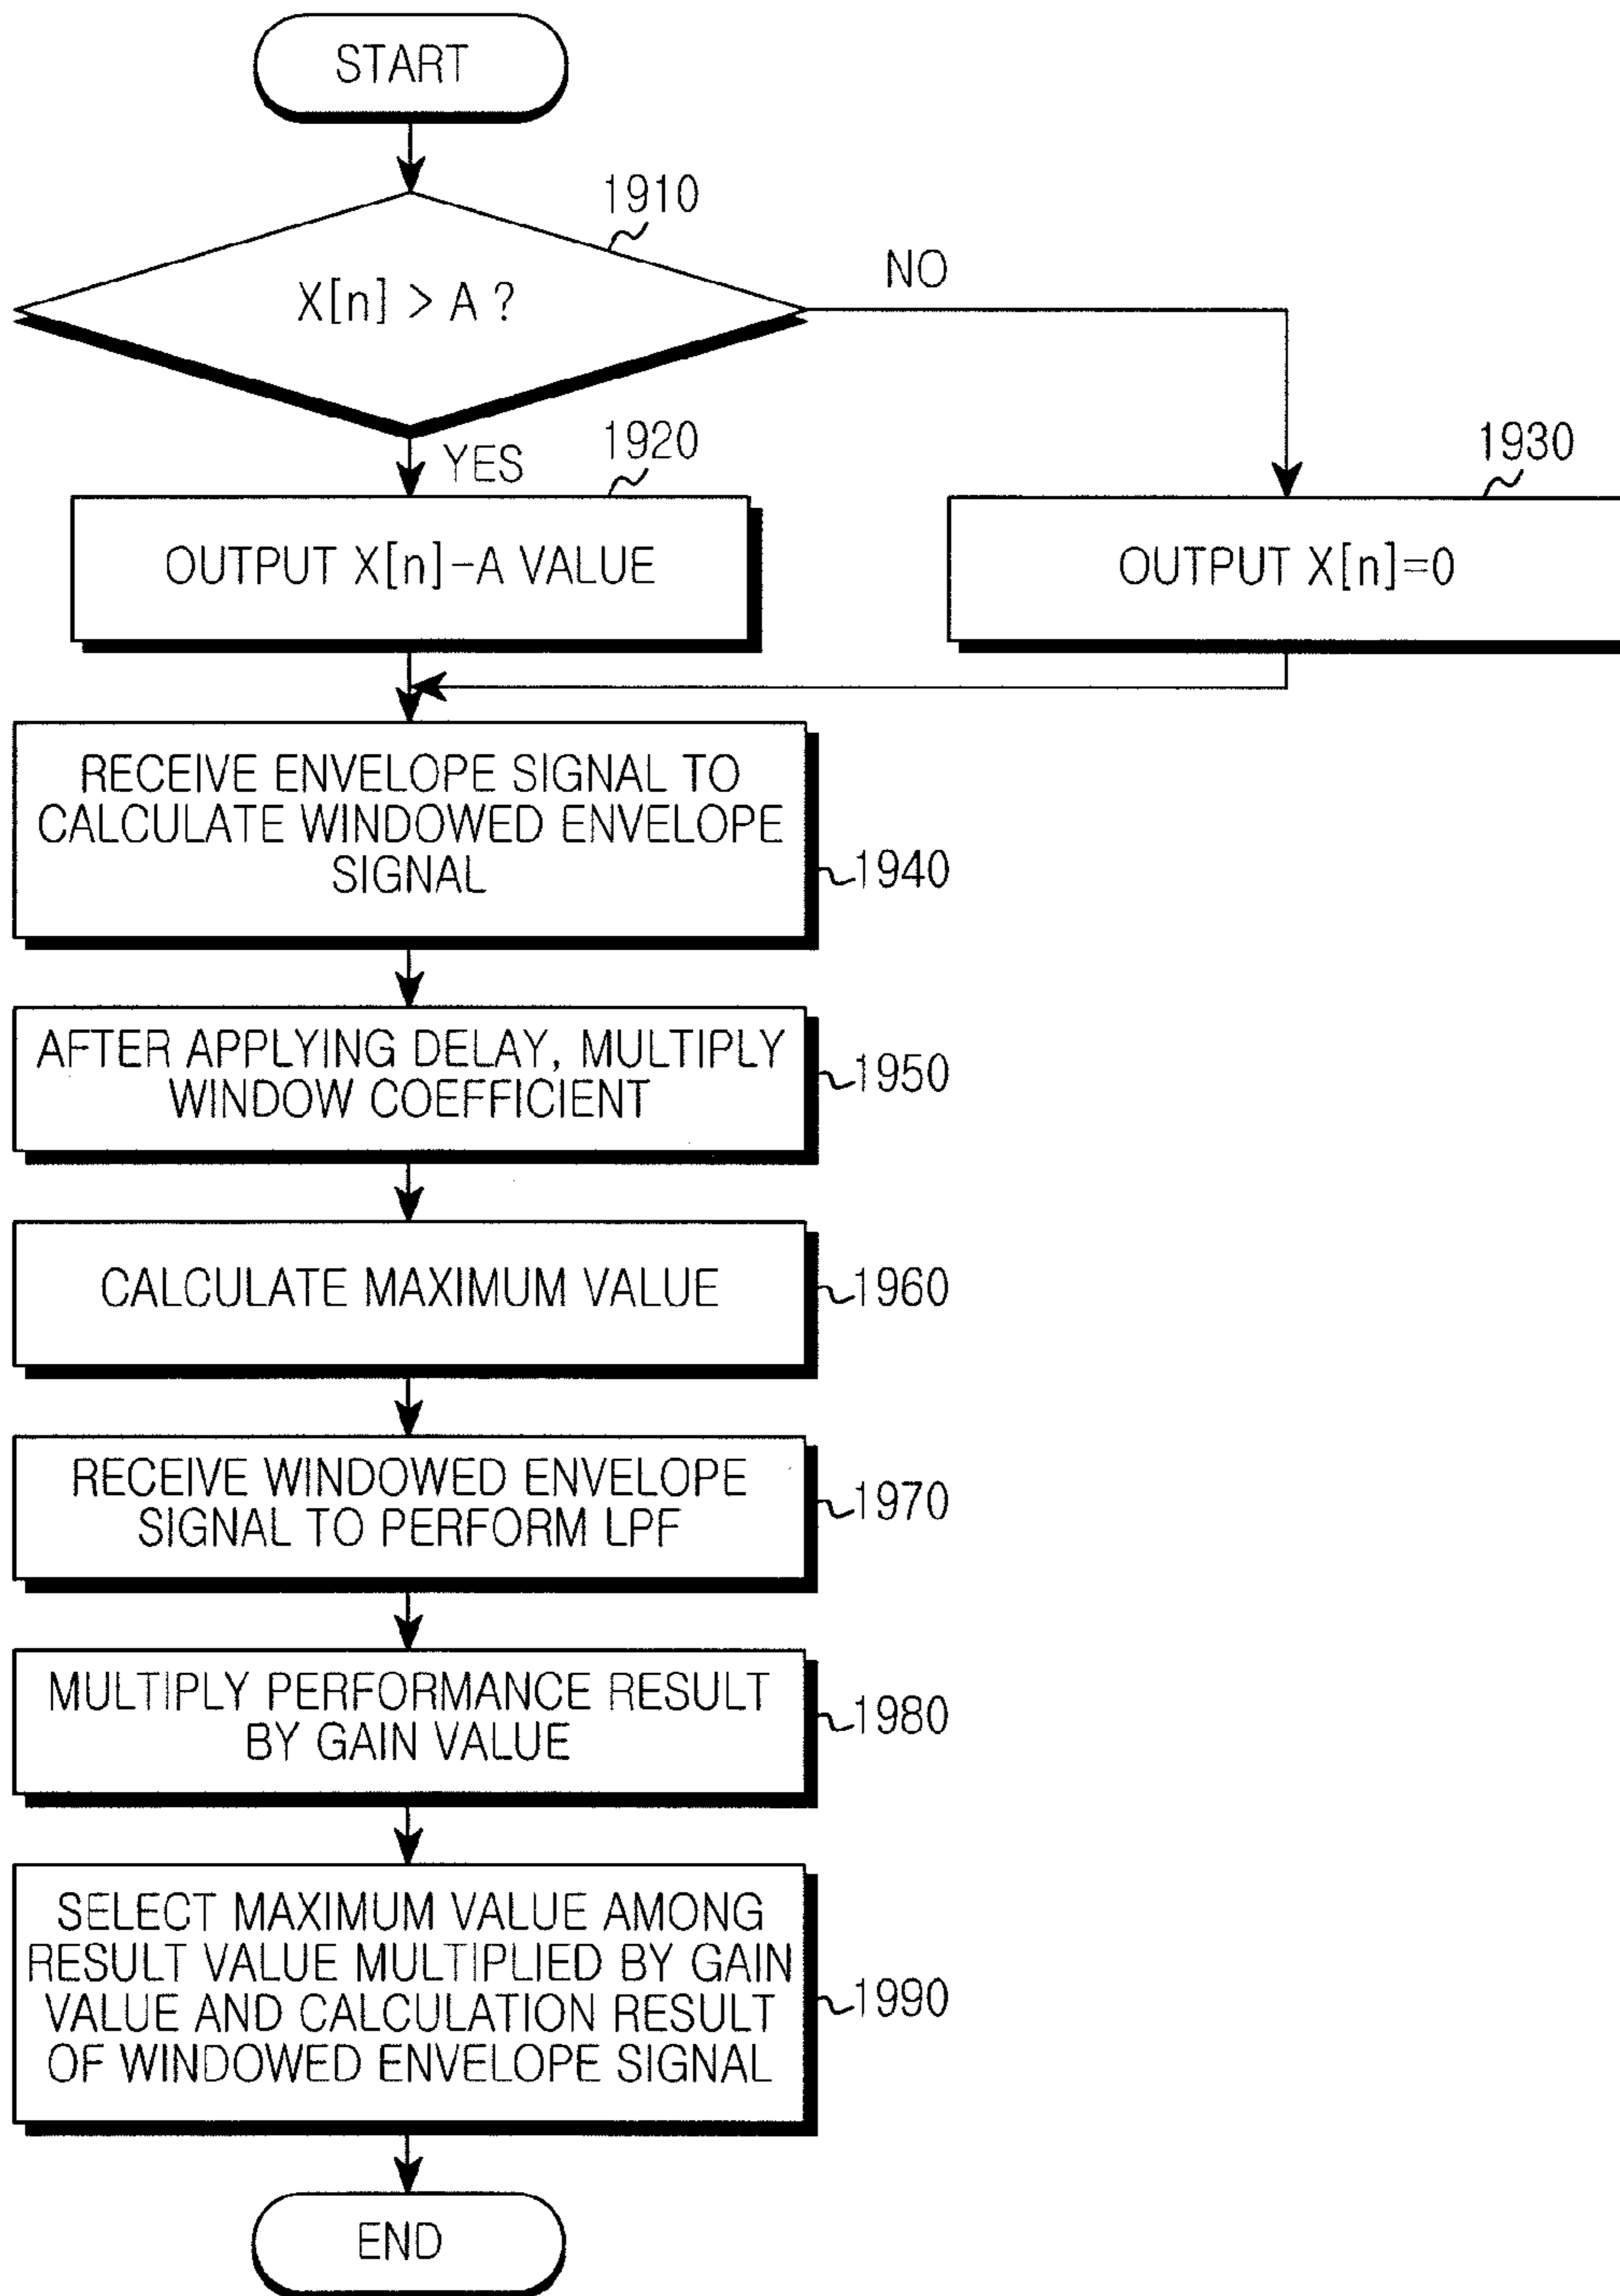 START
1910
X[n] > A ?
NO
YES
1920
1930
OUTPUT X[n]-A VALUE
OUTPUT X[n]=0
RECEIVE ENVELOPE SIGNAL TO
CALCULATE WINDOWED ENVELOPE
SIGNAL
1940
AFTER APPLYING DELAY, MULTIPLY
WINDOW COEFFICIENT
1950
CALCULATE MAXIMUM VALUE
1960
RECEIVE WINDOWED ENVELOPE
SIGNAL TO PERFORM LPF
1970
MULTIPLY PERFORMANCE RESULT
BY GAIN VALUE
1980
SELECT MAXIMUM VALUE AMONG
RESULT VALUE MULTIPLIED BY GAIN
VALUE AND CALCULATION RESULT
OF WINDOWED ENVELOPE SIGNAL
1990
END